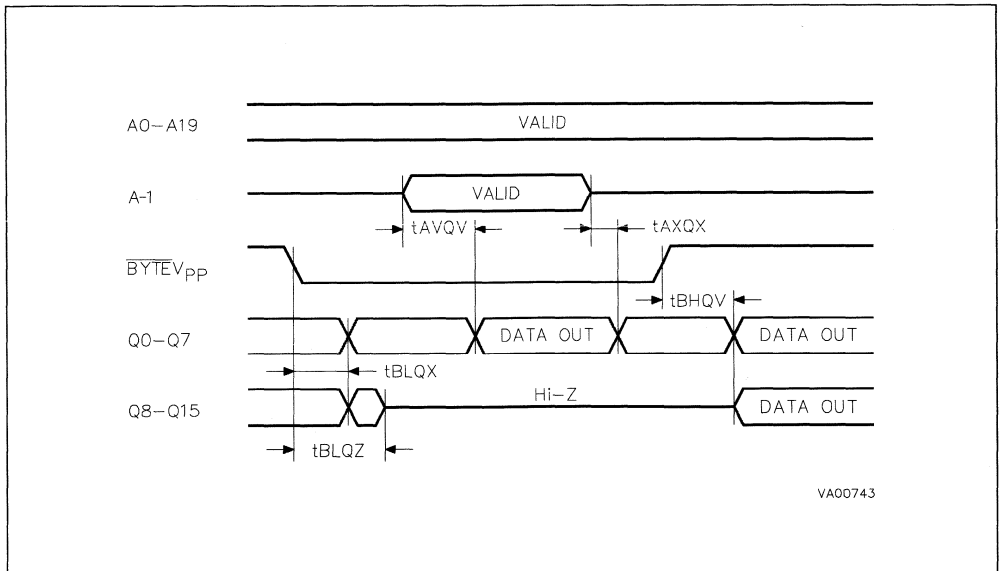 A0–A19 VALID
A-1 VALID
tAVQV tAXQX
BYTEVPP
tBHQV
Q0–Q7 DATA OUT DATA OUT
tBLQX
Q8–Q15 Hi-Z DATA OUT
tBLQZ
VA00743